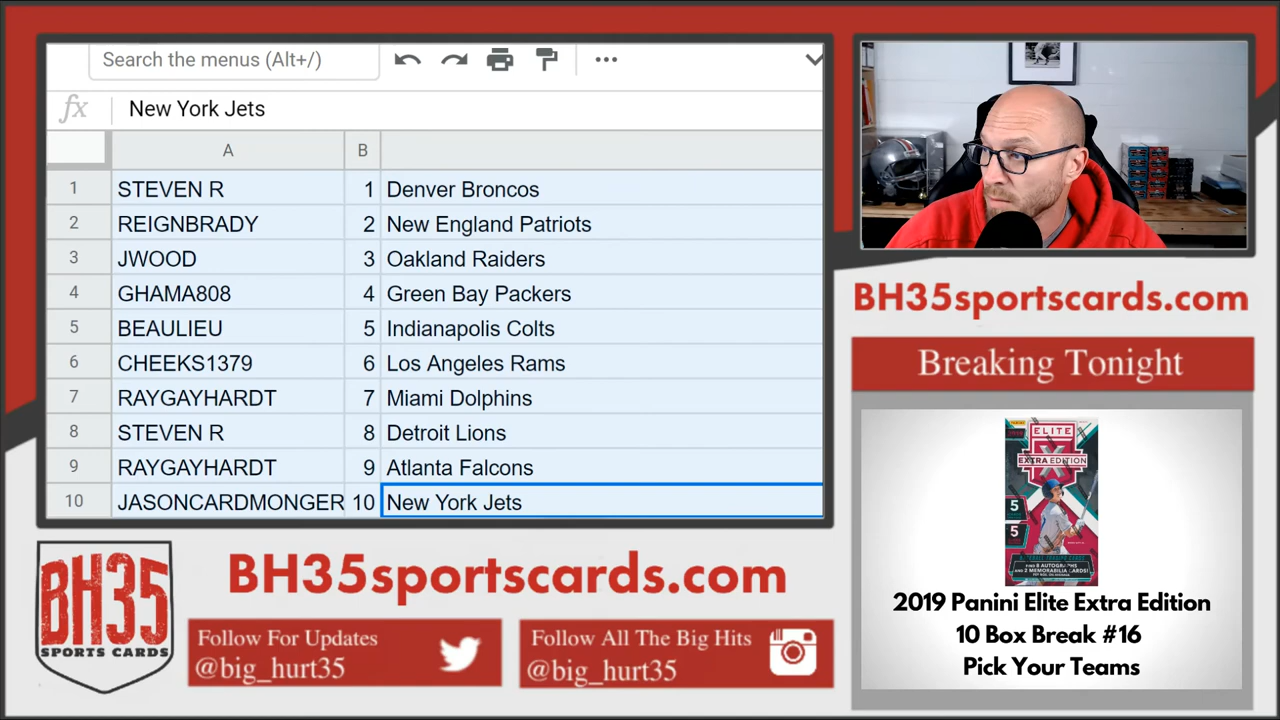 Search the menus (Alt+/)
fx New York Jets
A B
1 STEVEN R 1 Denver Broncos
2 REIGNBRADY 2 New England Patriots
3 JWOOD 3 Oakland Raiders
4 GHAMA808 4 Green Bay Packers
5 BEAULIEU 5 Indianapolis Colts
6 CHEEKS1379 6 Los Angeles Rams
7 RAYGAYHARDT 7 Miami Dolphins
8 STEVEN R 8 Detroit Lions
9 RAYGAYHARDT 9 Atlanta Falcons
10 JASONCARDMONGER 10 New York Jets
BH35sportscards.com
Breaking Tonight
ELITE
EXTRA EDITION
5
5
2019 Panini Elite Extra Edition
10 Box Break #16
Pick Your Teams
BH35
SPORTS CARDS
BH35sportscards.com
Follow For Updates
@big_hurt35
Follow All The Big Hits
@big_hurt35